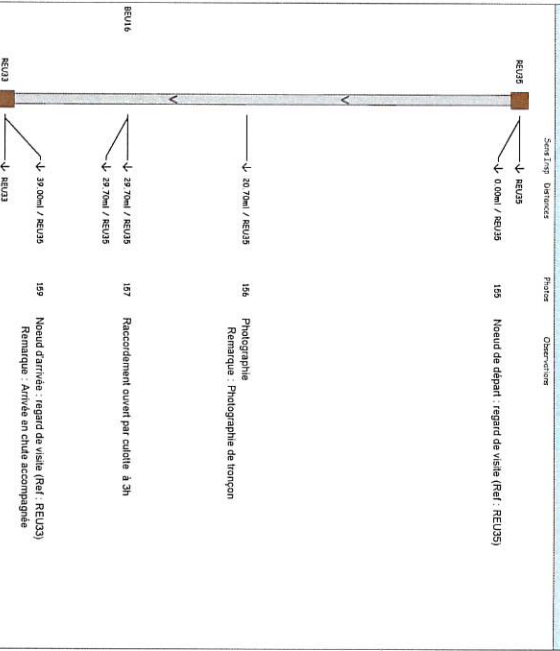 Sens Insp Distances Photos Observations
REU35
REU35
0.00ml / REU35 155 Noeud de départ : regard de visite (Ref : REU35)
20.70ml / REU35 156 Photographie
Remarque : Photographie de tronçon
BEU16
29.70ml / REU35 157 Raccordement ouvert par culotte à 3h
29.70ml / REU35
39.00ml / REU35 159 Noeud d'arrivée : regard de visite (Ref : REU33)
Remarque : Arrivée en chute accompagnée
REU33
REU33